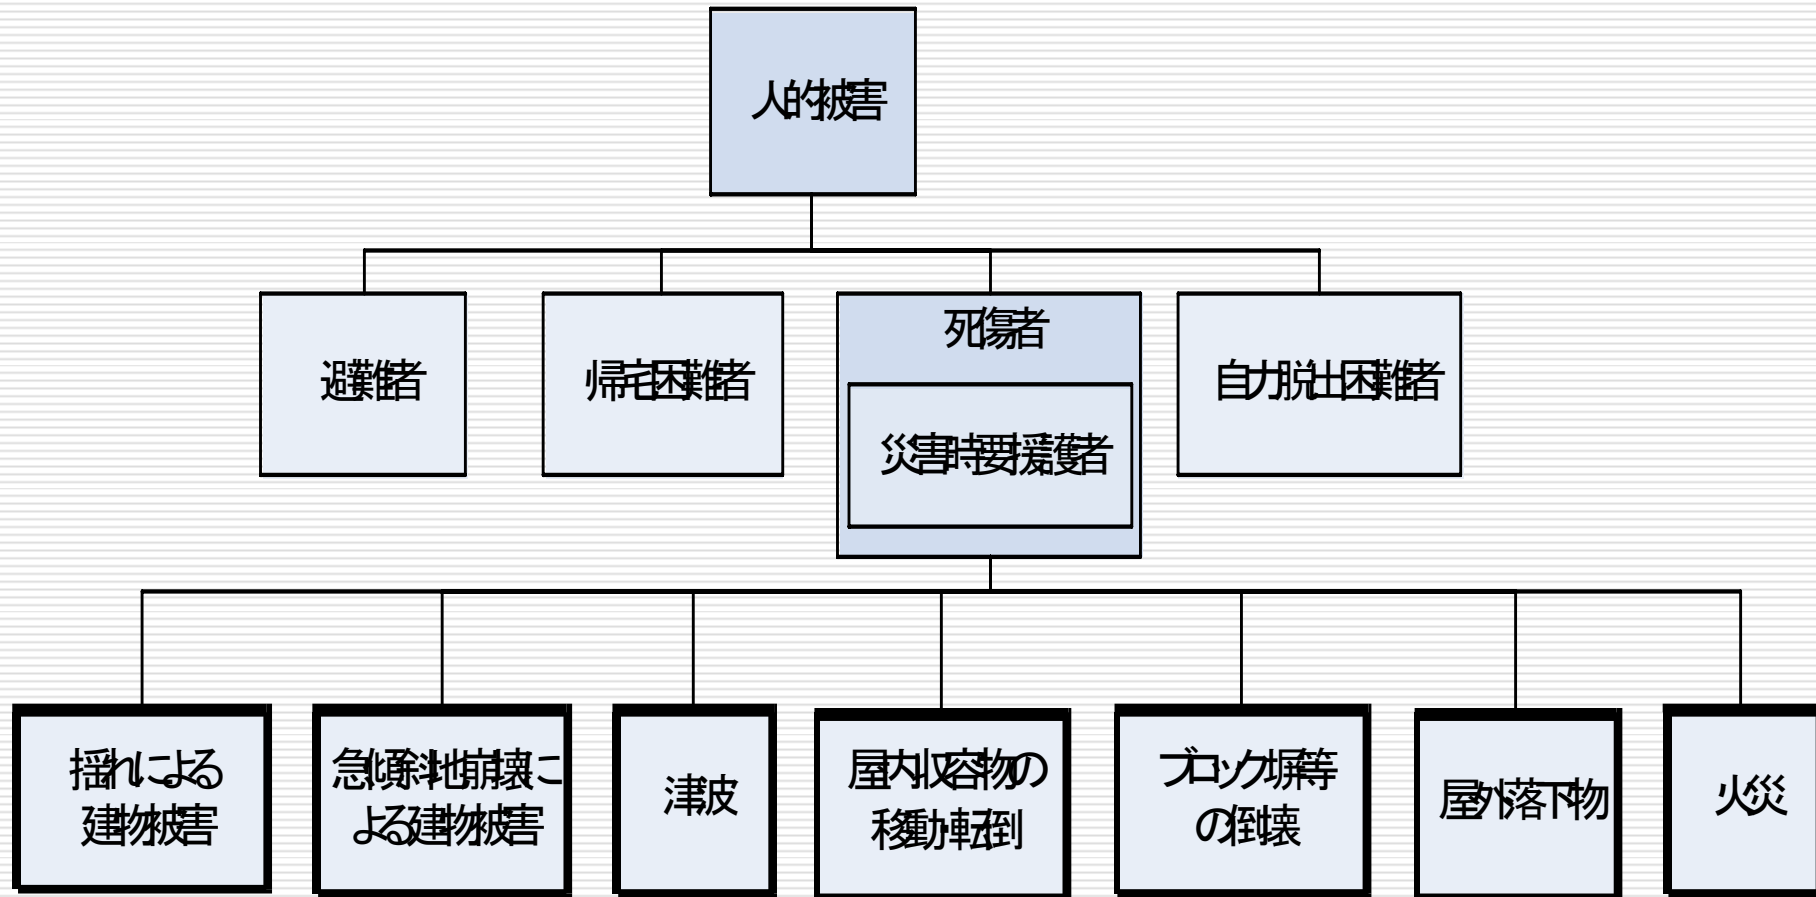 人的被害
避難者
帰宅困難者
死傷者
災害時要援護者
自力脱出困難者
揺れによる
建物被害
急傾斜地崩壊に
よる建物被害
津波
屋内収容物の
移動・転倒
ブロック塀等
の倒壊
屋外落下物
火災